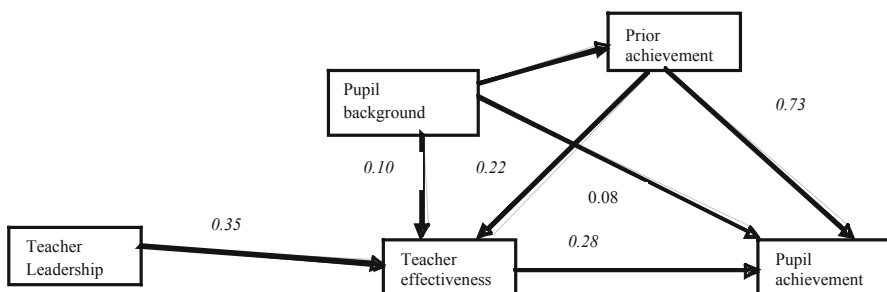 Prior
achievement
Pupil
background
0.73
0.10
0.22
0.08
0.35
0.28
Teacher
Leadership
Teacher
effectiveness
Pupil
achievement